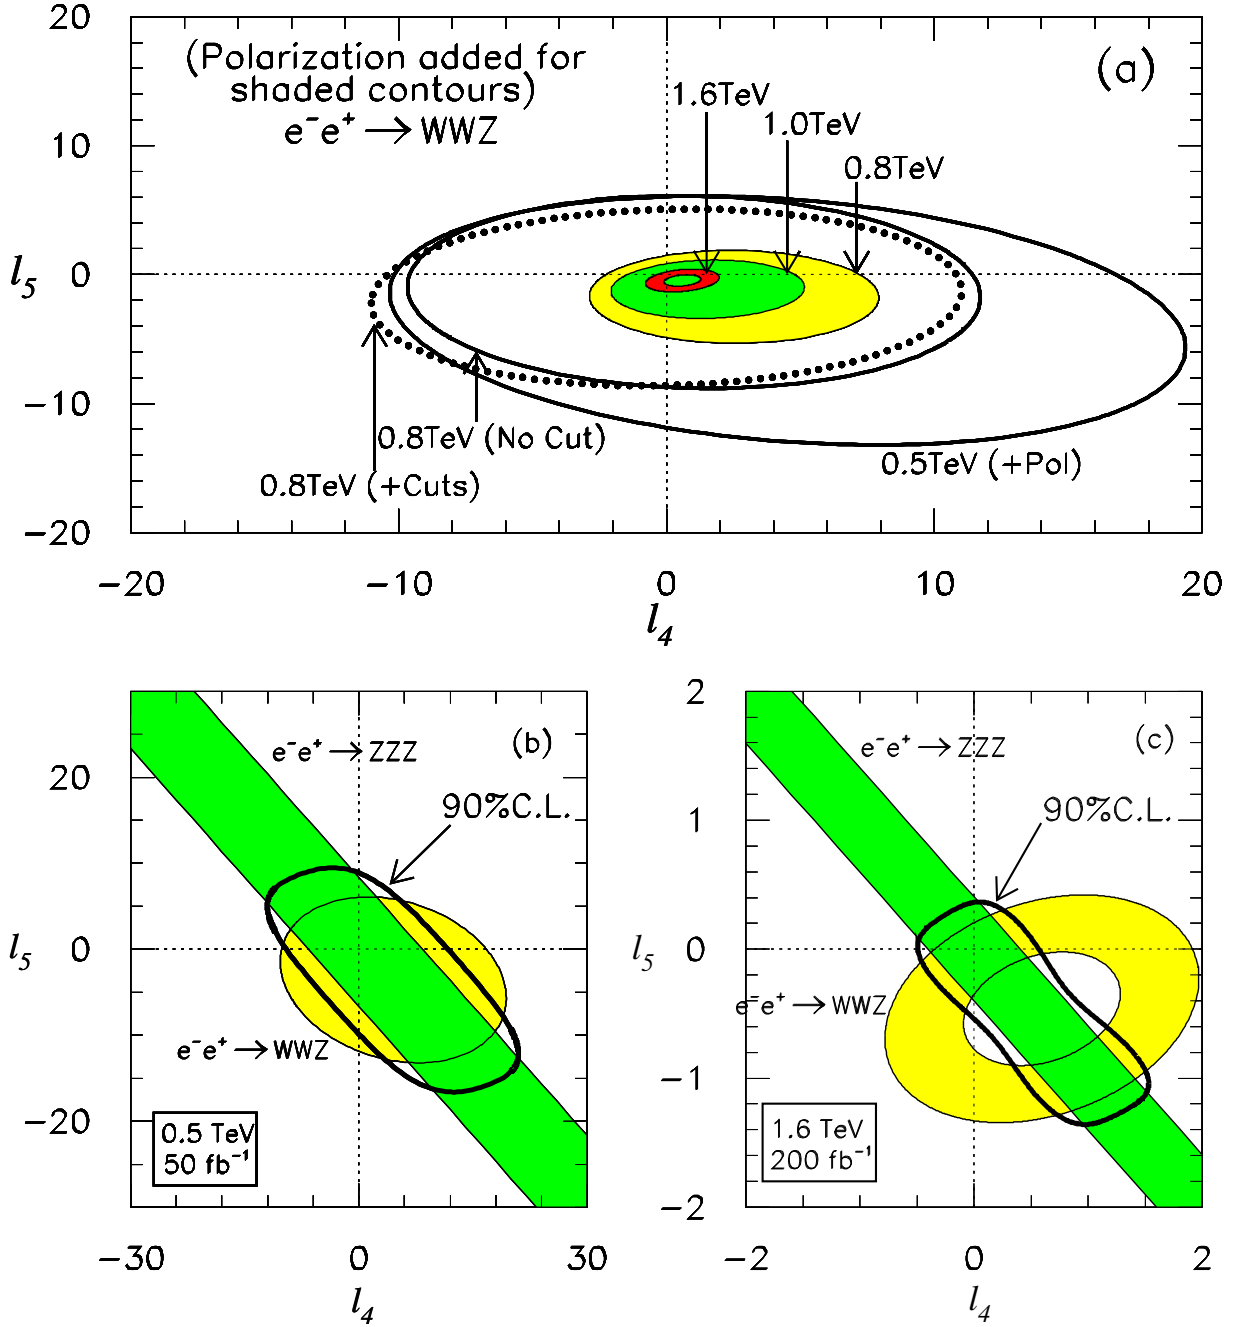 20
(Polarization added for
shaded contours)
e⁻e⁺ → WWZ
(a)
1.6TeV
1.0TeV
0.8TeV
10
l₅
0
−10
0.8TeV (No Cut)
0.5TeV (+Pol)
0.8TeV (+Cuts)
−20
−20
−10
0
10
20
l₄
e⁻e⁺ → ZZZ
(b)
20
90%C.L.
l₅
0
e⁻e⁺ → WWZ
−20
0.5 TeV
50 fb⁻¹
−30
0
30
l₄
2
e⁻e⁺ → ZZZ
(c)
1
90%C.L.
l₅
0
e⁻e⁺ → WWZ
−1
1.6 TeV
200 fb⁻¹
−2
−2
0
2
l₄